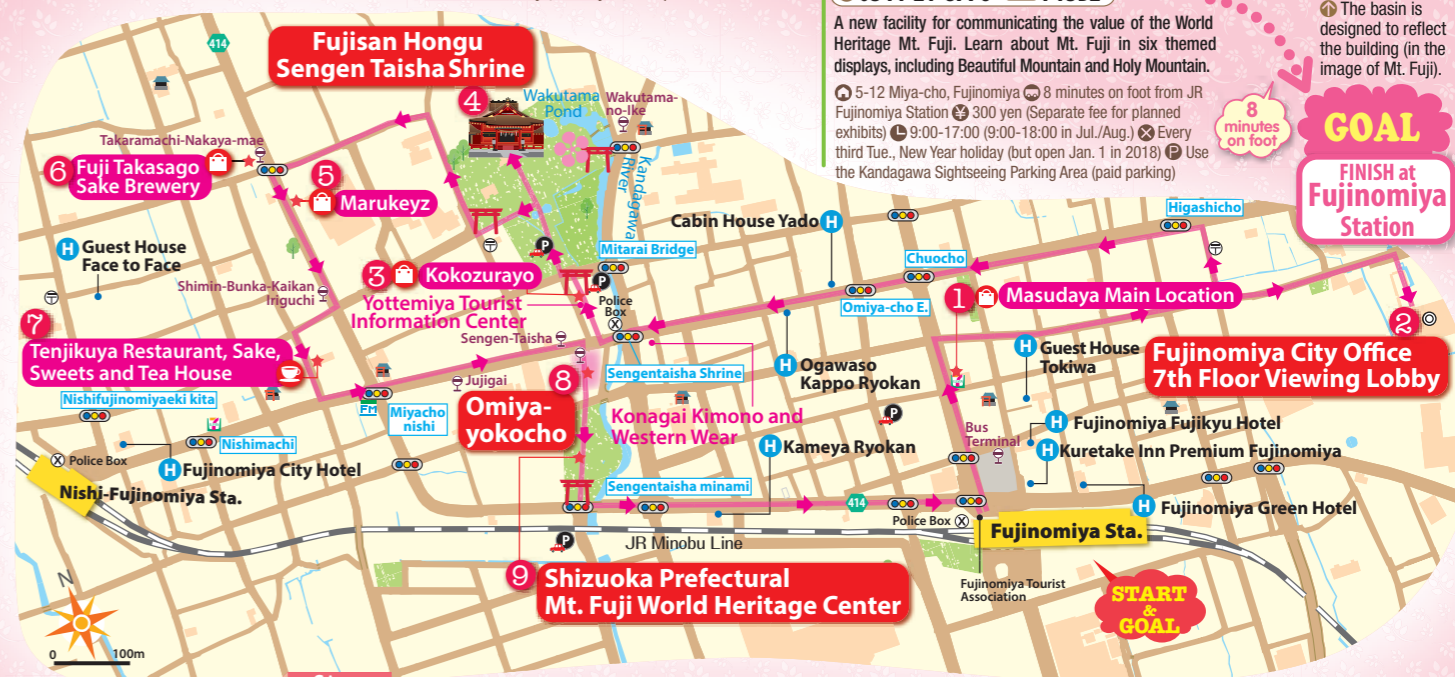 A new facility for communicating the value of the World
Heritage Mt. Fuji. Learn about Mt. Fuji in six themed
displays, including Beautiful Mountain and Holy Mountain.
5-12 Miya-cho, Fujinomiya 8 minutes on foot from JR
Fujinomiya Station ¥ 300 yen (Separate fee for planned
exhibits) 9:00-17:00 (9:00-18:00 in Jul./Aug.) Every
third Tue., New Year holiday (but open Jan. 1 in 2018) P Use
the Kandagawa Sightseeing Parking Area (paid parking)
The basin is
designed to reflect
the building (in the
image of Mt. Fuji).
8
minutes
on foot
GOAL
FINISH at
Fujinomiya
Station
414
Fujisan Hongu
Sengen Taisha Shrine
4
Wakutama
Pond
Wakutama-
no-Ike
Kandagawa
River
Takaramachi-Nakaya-mae
6
Fuji Takasago
Sake Brewery
5
Marukeyz
H
Guest House
Face to Face
Shimin-Bunka-Kaikan
Iriguchi
P
3
Kokozurayo
Yottemiya Tourist
Information Center
Mitarai Bridge
P
Police
Box
Sengen-Taisha
Cabin House Yado
H
Higashicho
Chuocho
Omiya-cho E.
1
Masudaya Main Location
2
Fujinomiya City Office
7th Floor Viewing Lobby
7
Tenjikuya Restaurant, Sake,
Sweets and Tea House
Nishifujinomiyaeki kita
Nishimachi
FM
Miyacho
nishi
Jujigai
8
Omiya-
yokocho
Sengentaisha Shrine
Konagai Kimono and
Western Wear
H
Ogawaso
Kappo Ryokan
H
Guest House
Tokiwa
P
Bus
Terminal
H
Fujinomiya Fujikyu Hotel
H
Kuretake Inn Premium Fujinomiya
H
Kameya Ryokan
H
Fujinomiya Green Hotel
Police Box
H
Fujinomiya City Hotel
Nishi-Fujinomiya Sta.
Sengentaisha minami
414
Police Box
Fujinomiya Sta.
P
JR Minobu Line
9
Shizuoka Prefectural
Mt. Fuji World Heritage Center
Fujinomiya Tourist
Association
START
&
GOAL
N
0 100m